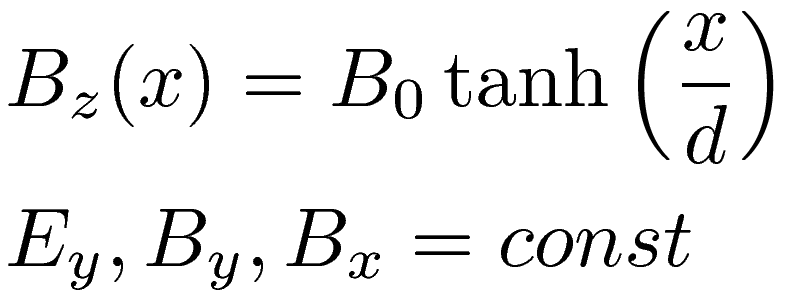 B_z(x) = B_0 tanh(x/d)
E_y, B_y, B_x = const